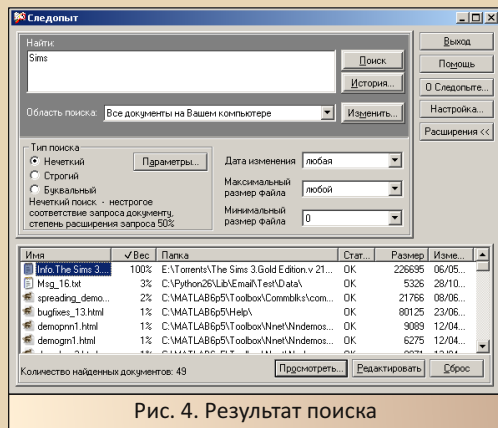 Следопыт
Найти:
Sims
Поиск
История...
Область поиска: Все документы на Вашем компьютере
Изменить...
Выход
Помощь
О Следопыте...
Настройка...
Расширения <<
Тип поиска
Нечеткий
Параметры...
Строгий
Буквальный
Нечеткий поиск - нестрогое
соответствие запроса документу,
степень расширения запроса 50%
Дата изменения любая
Максимальный
размер файла
любой
Минимальный
размер файла
0
Имя √Вес Папка Стат... Размер Изме...
Info.The Sims 3.... 100% E:\Torrents\The Sims 3.Gold Edition.v 21... OK 226695 06/05...
Msg_16.txt 3% C:\Python26\Lib\Email\Test\Data\ OK 5326 28/10...
spreading_demo... 2% C:\MATLAB6p5\Toolbox\Commblks\com... OK 21766 08/06...
bugfixes_13.html 1% C:\MATLAB6p5\Help\ OK 80125 23/06...
demopnn1.html 1% C:\MATLAB6p5\Toolbox\Nnet\Nndemos... OK 9089 12/04...
demogrn1.html 1% C:\MATLAB6p5\Toolbox\Nnet\Nndemos... OK 6275 12/04...
Количество найденных документов: 49
Просмотреть...
Редактировать
Сброс
Рис. 4. Результат поиска